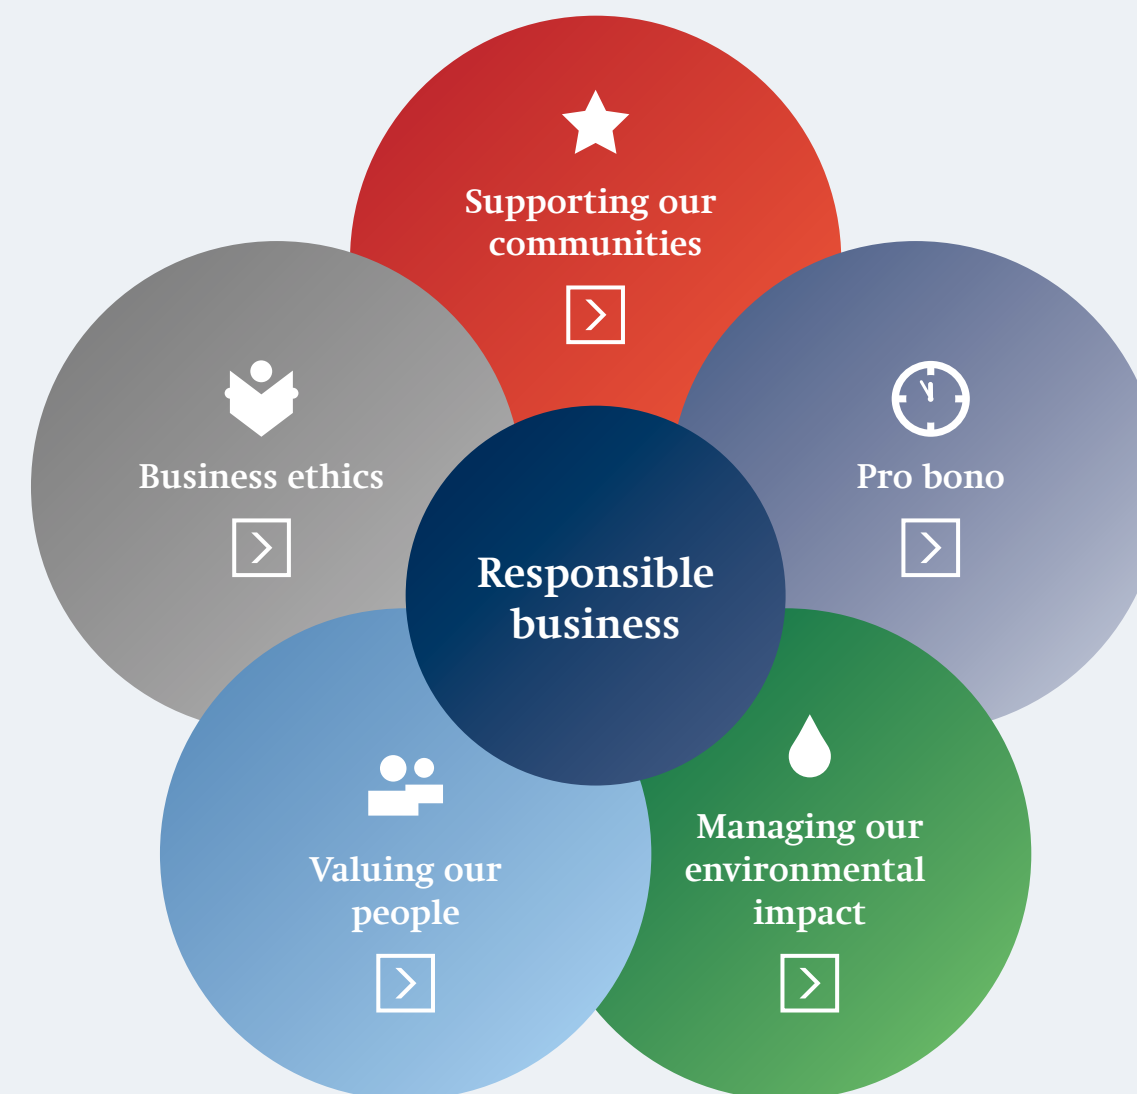 Supporting our
communities
Business ethics
Pro bono
Responsible
business
Valuing our
people
Managing our
environmental
impact